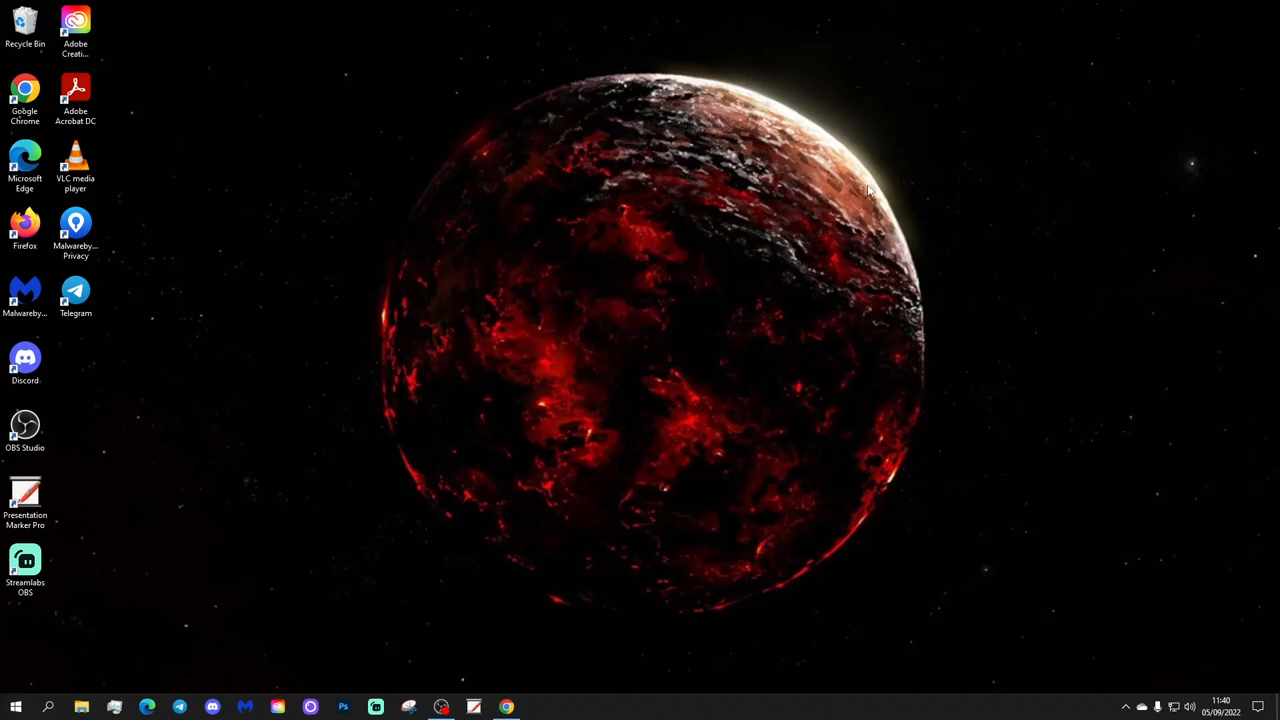 Recycle Bin
Adobe
Creati...
Google
Chrome
Adobe
Acrobat DC
Microsoft
Edge
VLC media
player
Firefox
Malwareby...
Privacy
Malwareby...
Telegram
Discord
OBS Studio
Presentation
Marker Pro
Streamlabs
OBS
Ps
11:40
05/09/2022